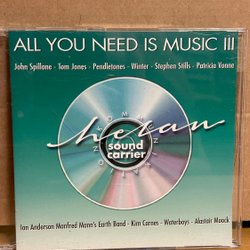 ALL YOU NEED IS MUSIC III
John Spillane - Tom Jones - Pendletones - Winter - Stephen Stills - Patricia Vonne
hezan
sound
carrier
Ian Anderson Manfred Mann's Earth Band - Kim Carnes - Waterboys - Alastair Moock